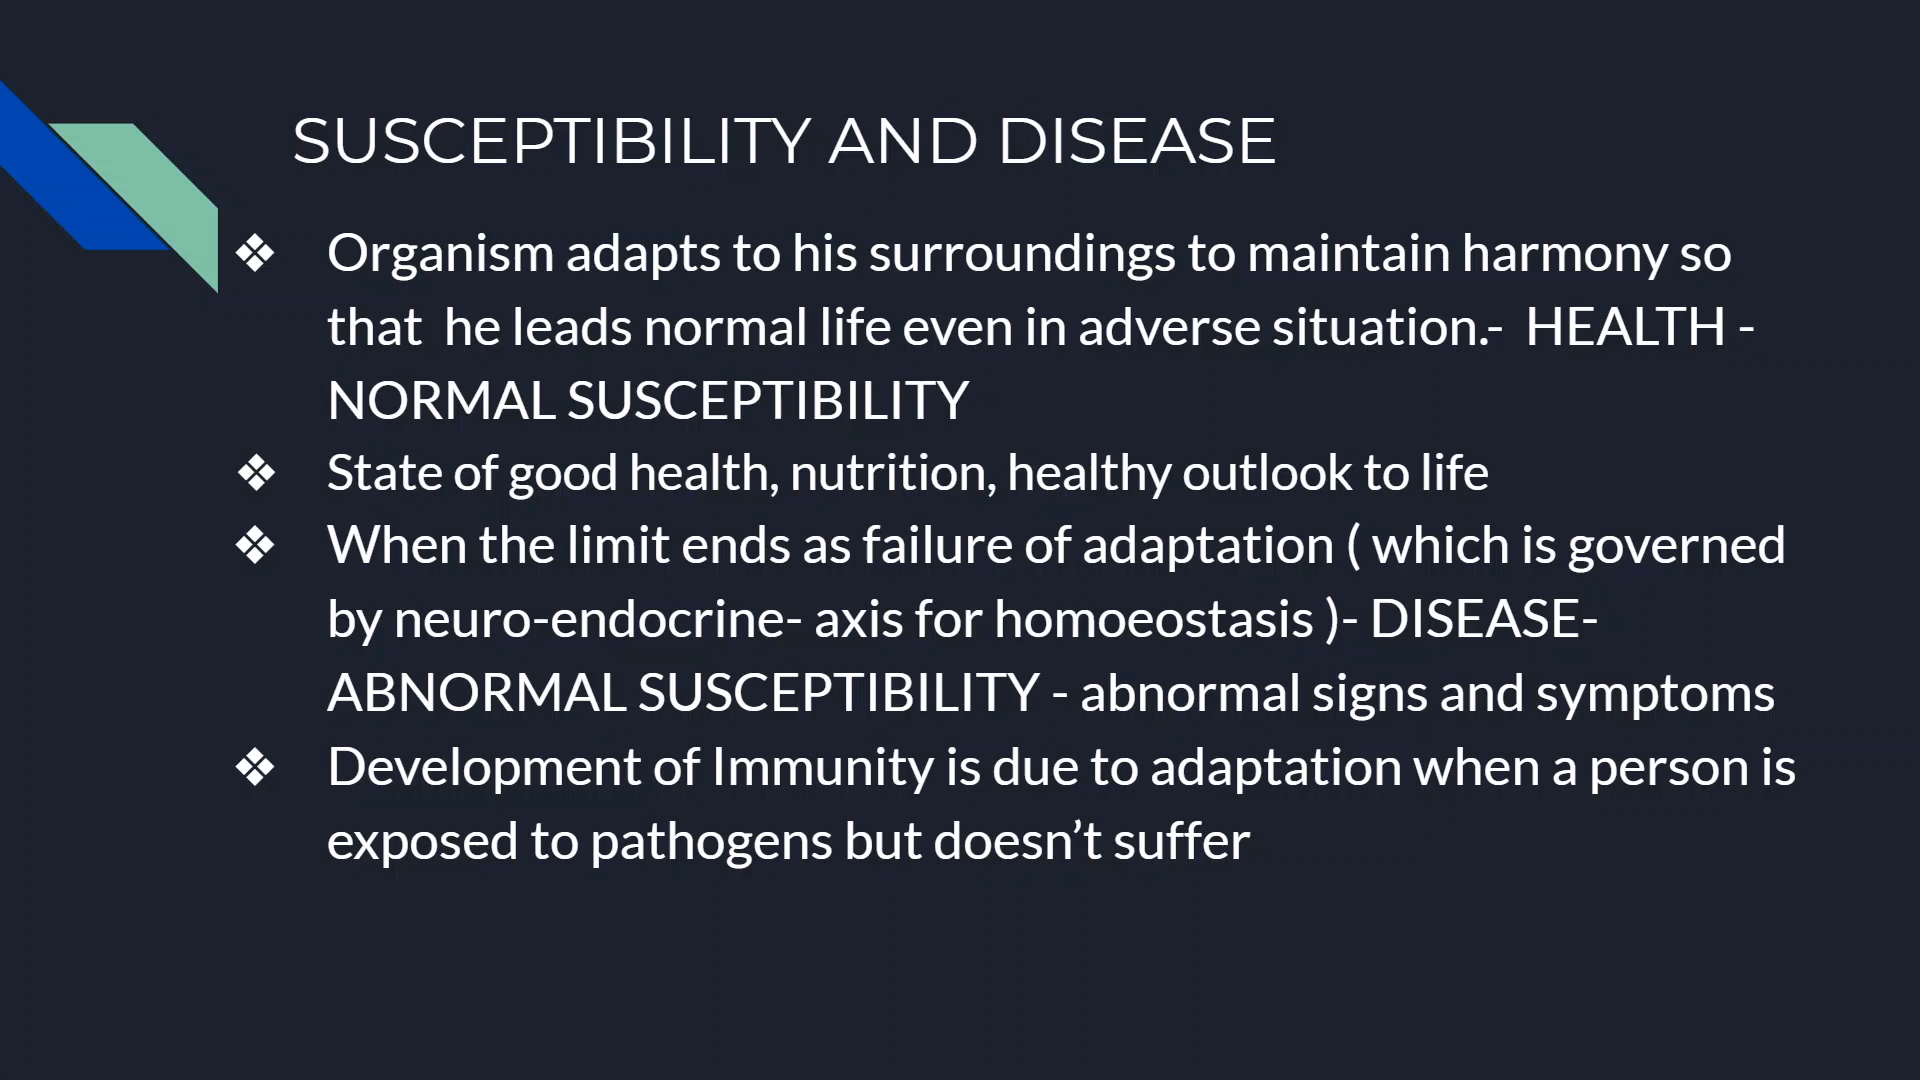 SUSCEPTIBILITY AND DISEASE
❖ Organism adapts to his surroundings to maintain harmony so
that  he leads normal life even in adverse situation.-  HEALTH -
NORMAL SUSCEPTIBILITY
❖ State of good health, nutrition, healthy outlook to life
❖ When the limit ends as failure of adaptation ( which is governed
by neuro-endocrine- axis for homoeostasis )- DISEASE-
ABNORMAL SUSCEPTIBILITY - abnormal signs and symptoms
❖ Development of Immunity is due to adaptation when a person is
exposed to pathogens but doesn’t suffer